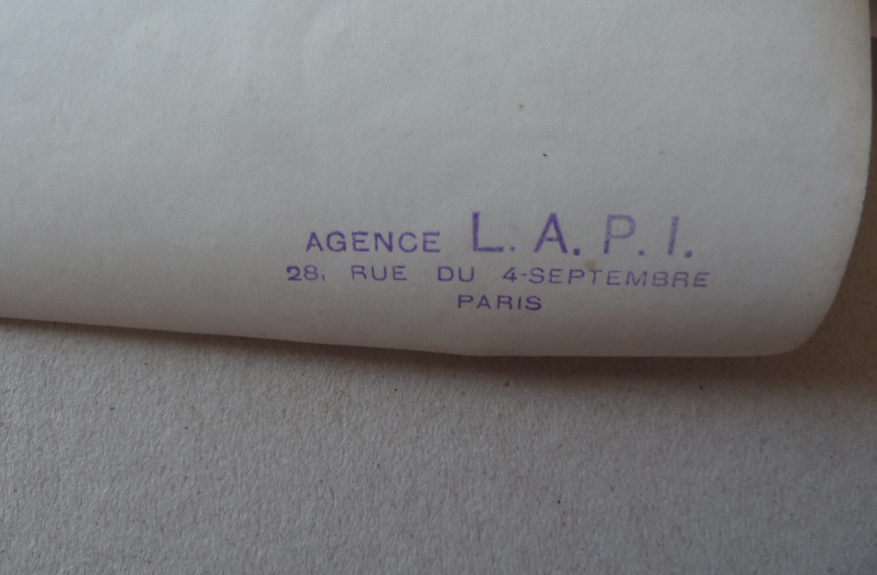 AGENCE L. A. P. I.
28, RUE DU 4-SEPTEMBRE
PARIS